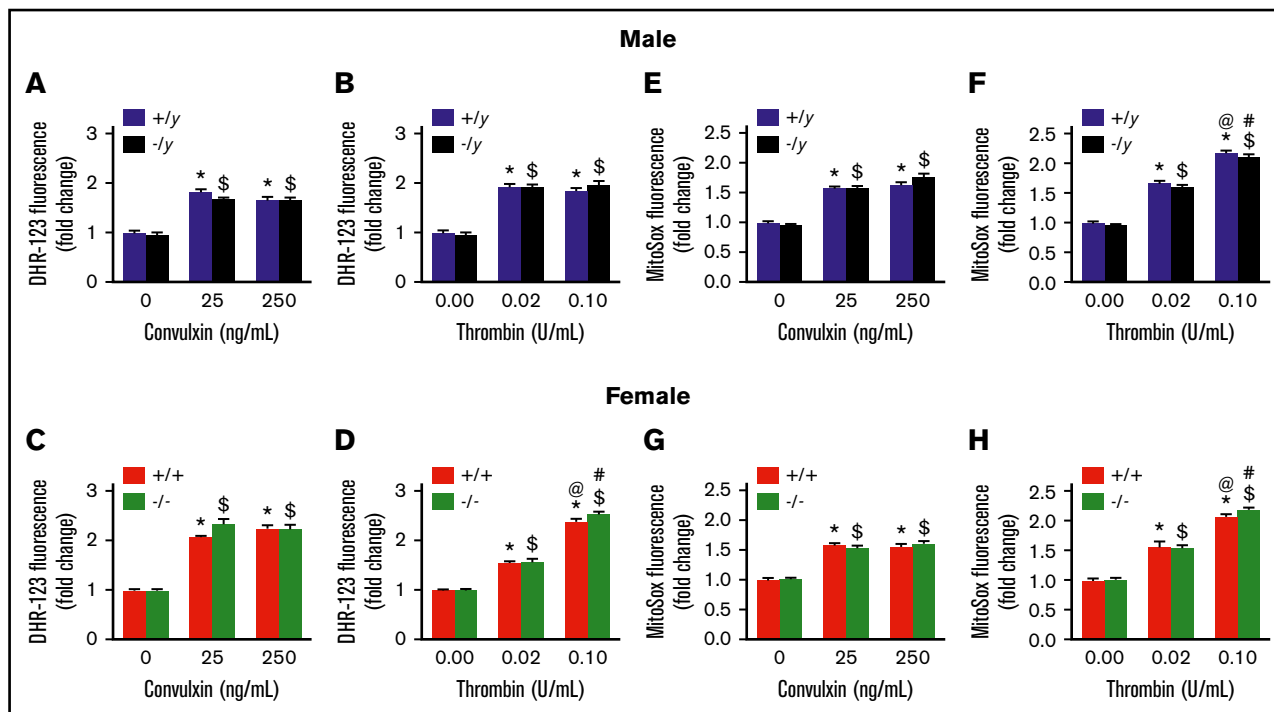 Male
A
+/y
-/y
DHR-123 fluorescence
(fold change)
3
2
1
0
* $ * $
0 25 250
Convulxin (ng/mL)
B
+/y
-/y
DHR-123 fluorescence
(fold change)
3
2
1
0
* $ * $
0.00 0.02 0.10
Thrombin (U/mL)
E
+/y
-/y
MitoSox fluorescence
(fold change)
2.5
2.0
1.5
1.0
0.5
0.0
* $ * $
0 25 250
Convulxin (ng/mL)
F
+/y
-/y
MitoSox fluorescence
(fold change)
2.5
2.0
1.5
1.0
0.5
0.0
@ #
* $ * $
0.00 0.02 0.10
Thrombin (U/mL)
Female
C
+/+
-/-
DHR-123 fluorescence
(fold change)
3
2
1
0
* $ * $
0 25 250
Convulxin (ng/mL)
D
+/+
-/-
DHR-123 fluorescence
(fold change)
3
2
1
0
@ #
* $ * $
0.00 0.02 0.10
Thrombin (U/mL)
G
+/+
-/-
MitoSox fluorescence
(fold change)
2.5
2.0
1.5
1.0
0.5
0.0
* $ * $
0 25 250
Convulxin (ng/mL)
H
+/+
-/-
MitoSox fluorescence
(fold change)
2.5
2.0
1.5
1.0
0.5
0.0
@ #
* $ * $
0.00 0.02 0.10
Thrombin (U/mL)